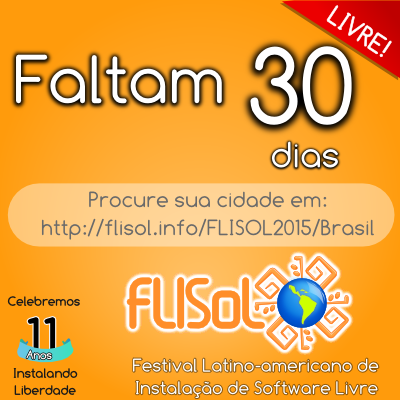 LIVRE!
Faltam 30
dias
Procure sua cidade em:
http://flisol.info/FLISOL2015/Brasil
Celebremos
11
Anos
Instalando
Liberdade
FLISoL
Festival Latino-americano de
Instalação de Software Livre